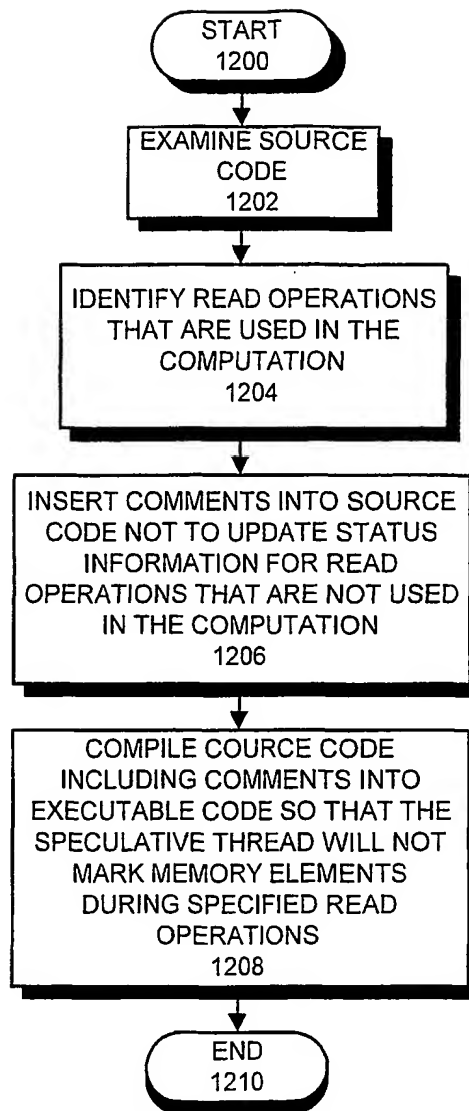 START
1200
EXAMINE SOURCE
CODE
1202
IDENTIFY READ OPERATIONS
THAT ARE USED IN THE
COMPUTATION
1204
INSERT COMMENTS INTO SOURCE
CODE NOT TO UPDATE STATUS
INFORMATION FOR READ
OPERATIONS THAT ARE NOT USED
IN THE COMPUTATION
1206
COMPILE COURCE CODE
INCLUDING COMMENTS INTO
EXECUTABLE CODE SO THAT THE
SPECULATIVE THREAD WILL NOT
MARK MEMORY ELEMENTS
DURING SPECIFIED READ
OPERATIONS
1208
END
1210